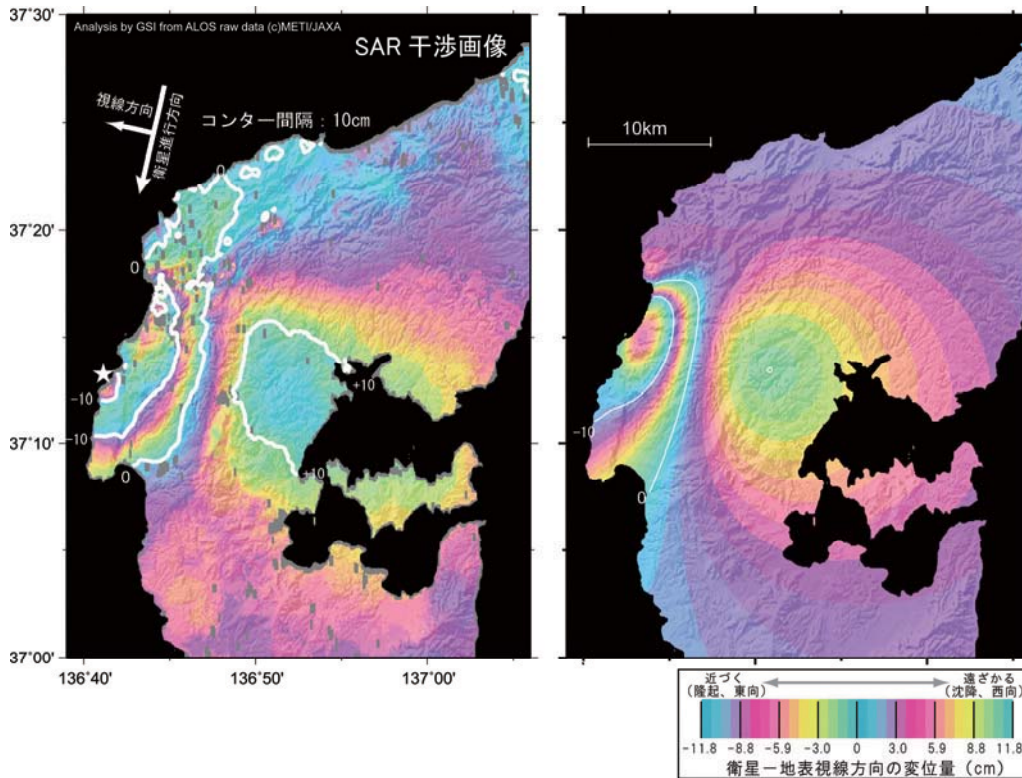 37°30'
Analysis by GSI from ALOS raw data (c)METI/JAXA
SAR 干渉画像
視線方向
衛星進行方向
コンター間隔：10cm
10km
0
37°20'
0
+10
-10
-10
0
+10
37°10'
-10
0
37°00'
136°40'
136°50'
137°00'
近づく
(隆起、東向)
遠ざかる
(沈降、西向)
-11.8 -8.8 -5.9 -3.0 0 3.0 5.9 8.8 11.8
衛星－地表視線方向の変位量（cm）